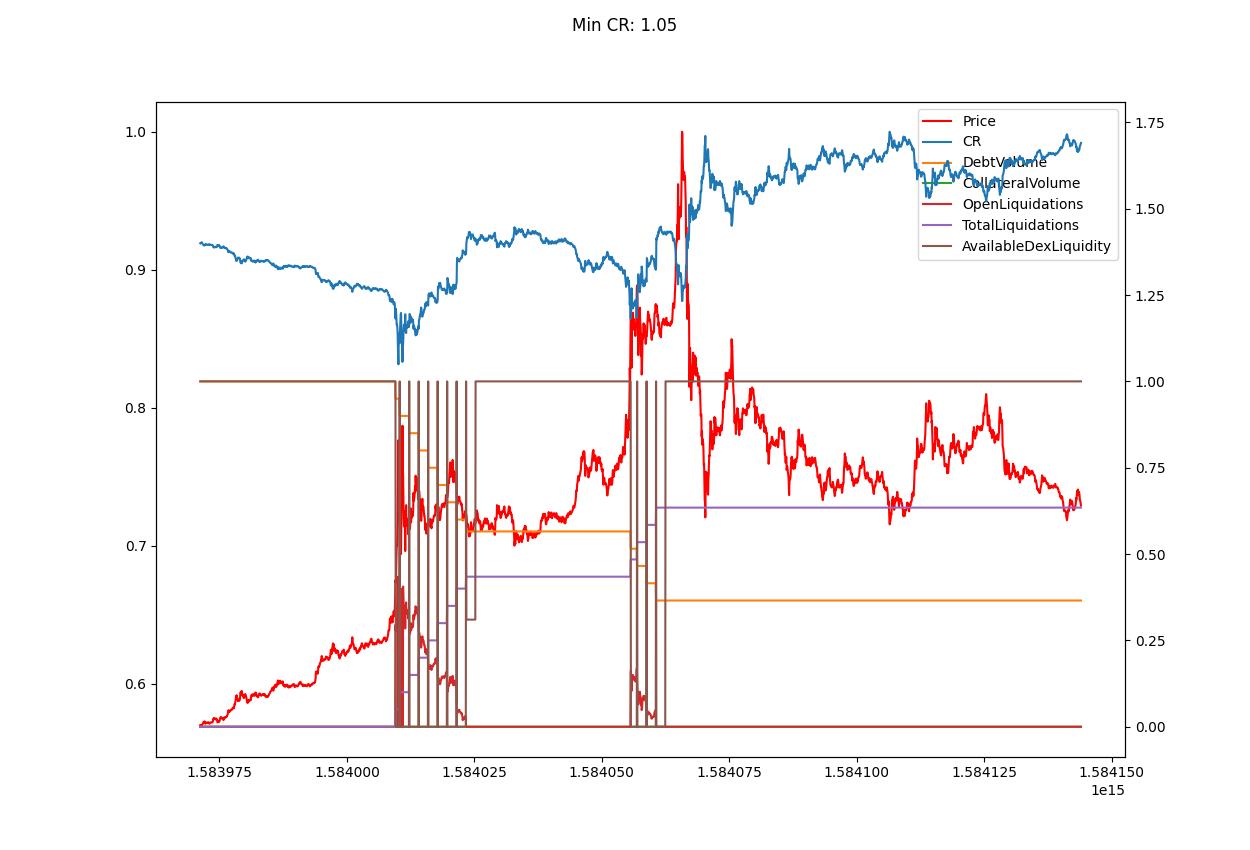 Min CR: 1.05
1.0
0.9
0.8
0.7
0.6
1.75
1.50
1.25
1.00
0.75
0.50
0.25
0.00
Price
CR
DebtVolume
CollateralVolume
OpenLiquidations
TotalLiquidations
AvailableDexLiquidity
1.583975 1.584000 1.584025 1.584050 1.584075 1.584100 1.584125 1.584150
1e15